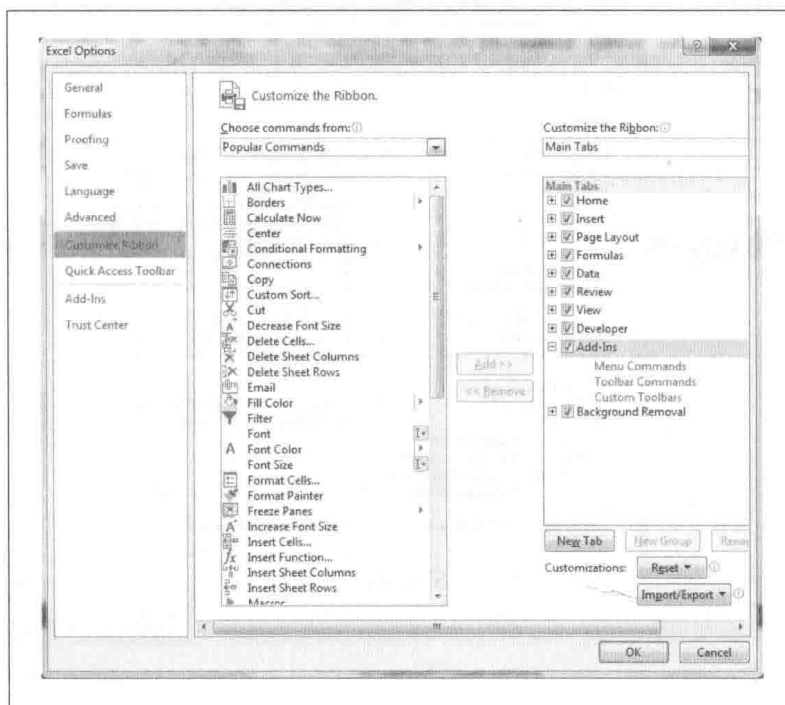 Excel Options
General
Formulas
Proofing
Save
Language
Advanced
Customize Ribbon
Quick Access Toolbar
Add-Ins
Trust Center
Customize the Ribbon.
Choose commands from:
Popular Commands
All Chart Types...
Borders
Calculate Now
Center
Conditional Formatting
Connections
Copy
Custom Sort...
Cut
Decrease Font Size
Delete Cells...
Delete Sheet Columns
Delete Sheet Rows
Email
Fill Color
Filter
Font
Font Color
Font Size
Format Cells...
Format Painter
Freeze Panes
Increase Font Size
Insert Cells...
Insert Function...
Insert Sheet Columns
Insert Sheet Rows
Macros
Add >>
<< Remove
Customize the Ribbon:
Main Tabs
Main Tabs
Home
Insert
Page Layout
Formulas
Data
Review
View
Developer
Add-Ins
Menu Commands
Toolbar Commands
Custom Toolbars
Background Removal
New Tab
New Group
Customizations:
Reset
Import/Export
OK
Cancel